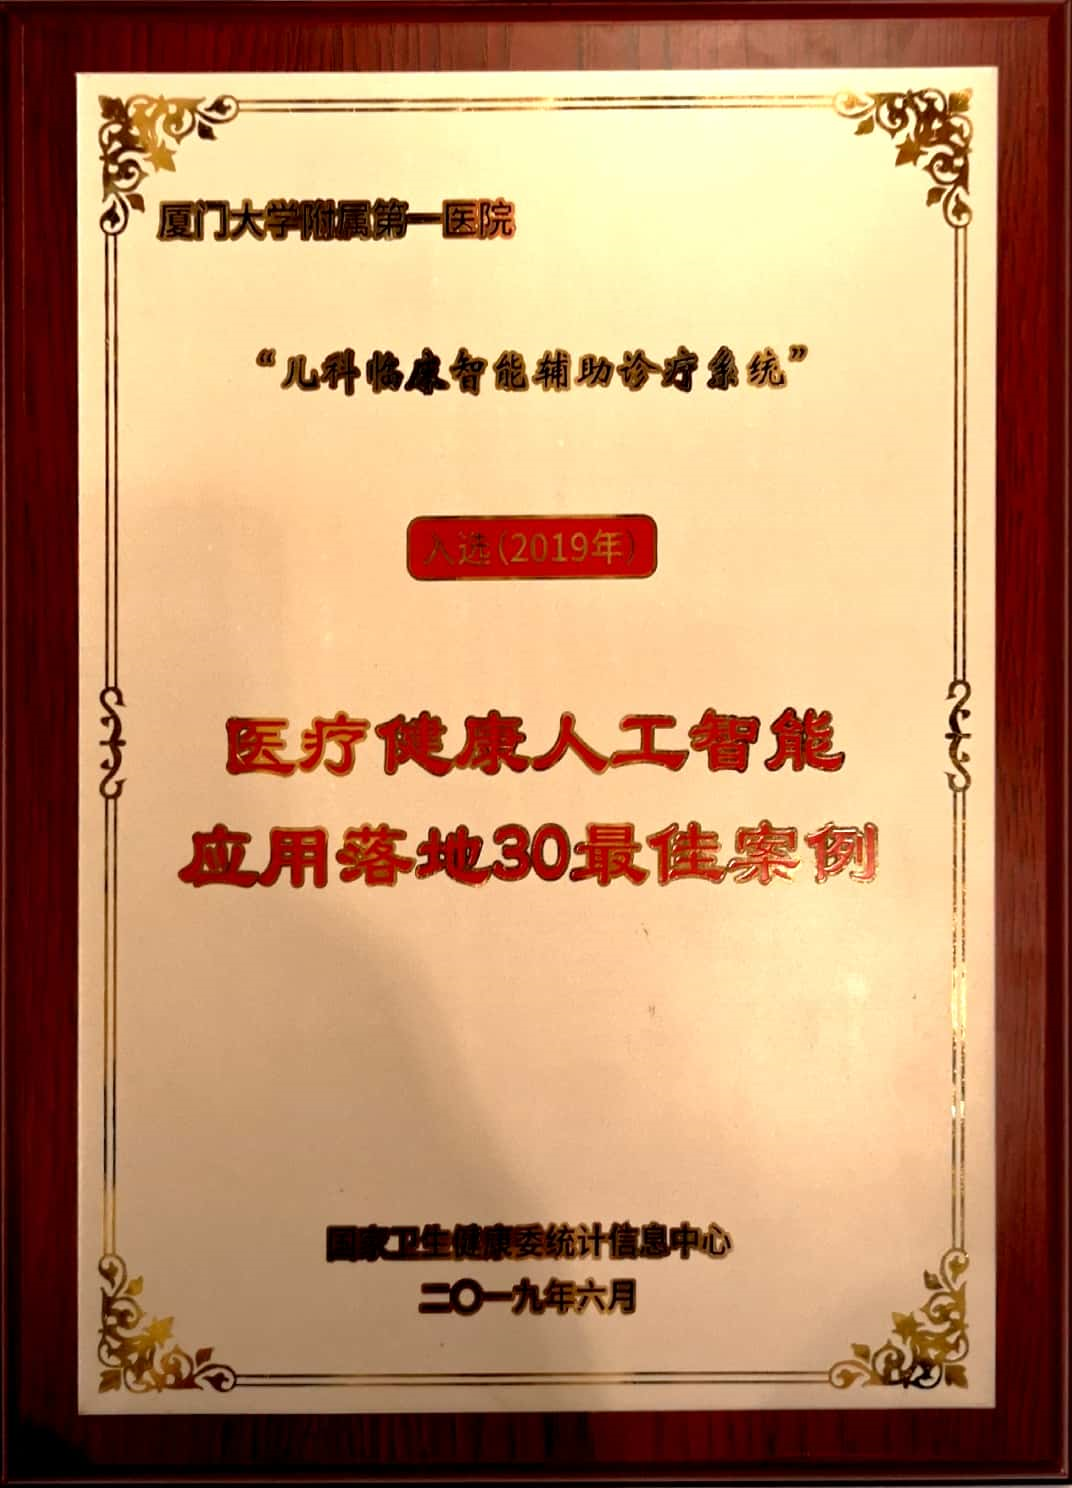 厦门大学附属第一医院
“儿科临床智能辅助诊疗系统”
入选(2019年)
医疗健康人工智能
应用落地30最佳案例
国家卫生健康委统计信息中心
二〇一九年六月